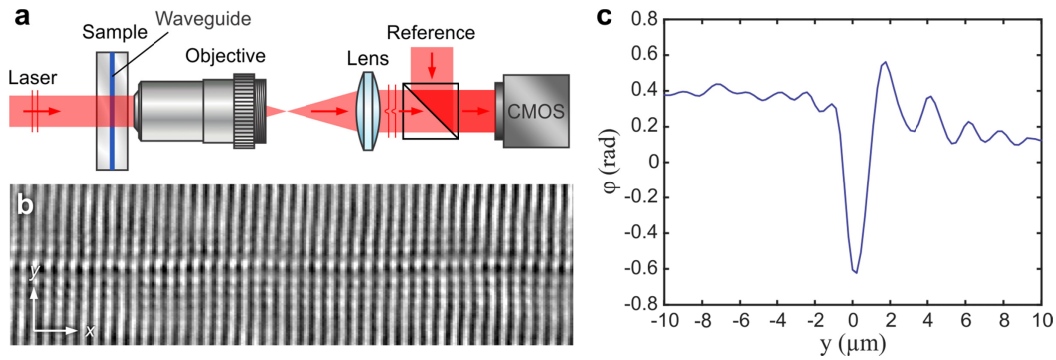 a
Waveguide
Sample
Objective
Laser
Lens
Reference
CMOS
b
y
x
c
φ (rad)
0.8
0.6
0.4
0.2
0
0.2
-0.4
-0.6
-0.8
-10
-8
-6
-4
-2
0
2
4
6
8
10
y (μm)